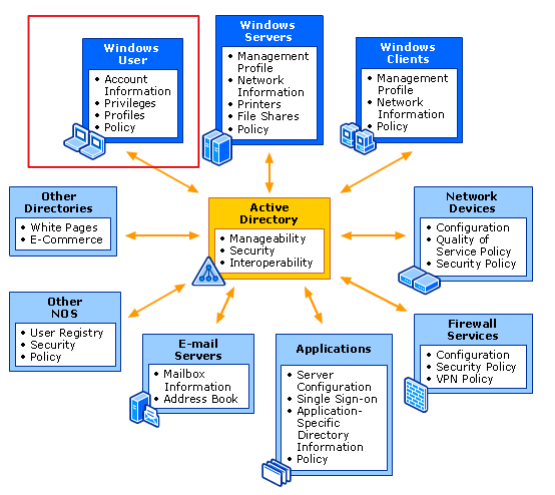 Windows
User
• Account
Information
• Privileges
• Profiles
• Policy
Windows
Servers
• Management
Profile
• Network
Information
• Printers
• File Shares
• Policy
Windows
Clients
• Management
Profile
• Network
Information
• Policy
Other
Directories
• White Pages
• E-Commerce
Active
Directory
• Manageability
• Security
• Interoperability
Network
Devices
• Configuration
• Quality of
Service Policy
• Security Policy
Other
NOS
• User Registry
• Security
• Policy
E-mail
Servers
• Mailbox
Information
• Address Book
Applications
• Server
Configuration
• Single Sign-on
• Application-
Specific
Directory
Information
• Policy
Firewall
Services
• Configuration
• Security Policy
• VPN Policy